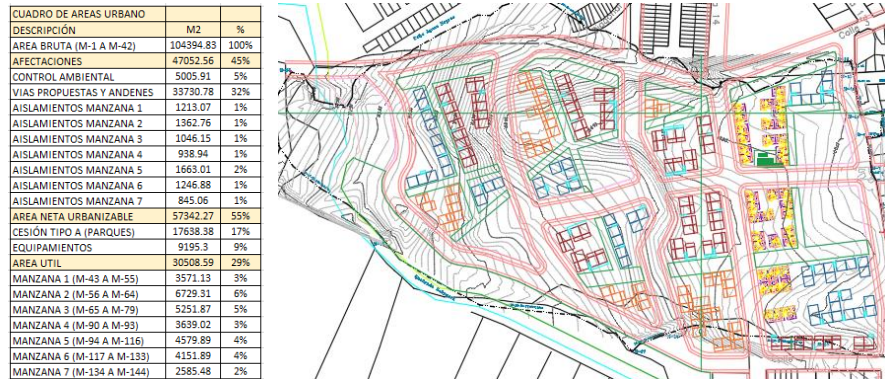 CUADRO DE AREAS URBANO
DESCRIPCIÓN M2 %
AREA BRUTA (M-1 A M-42) 104394.83 100%
AFECTACIONES 47052.56 45%
CONTROL AMBIENTAL 5005.91 5%
VIAS PROPUESTAS Y ANDENES 33730.78 32%
AISLAMIENTOS MANZANA 1 1213.07 1%
AISLAMIENTOS MANZANA 2 1362.76 1%
AISLAMIENTOS MANZANA 3 1046.15 1%
AISLAMIENTOS MANZANA 4 938.94 1%
AISLAMIENTOS MANZANA 5 1663.01 2%
AISLAMIENTOS MANZANA 6 1246.88 1%
AISLAMIENTOS MANZANA 7 845.06 1%
AREA NETA URBANIZABLE 57342.27 55%
CESIÓN TIPO A (PARQUES) 17638.38 17%
EQUIPAMIENTOS 9195.3 9%
AREA UTIL 30508.59 29%
MANZANA 1 (M-43 A M-55) 3571.13 3%
MANZANA 2 (M-56 A M-64) 6729.31 6%
MANZANA 3 (M-65 A M-79) 5251.87 5%
MANZANA 4 (M-90 A M-93) 3639.02 3%
MANZANA 5 (M-94 A M-116) 4579.89 4%
MANZANA 6 (M-117 A M-133) 4151.89 4%
MANZANA 7 (M-134 A M-144) 2585.48 2%
Calle